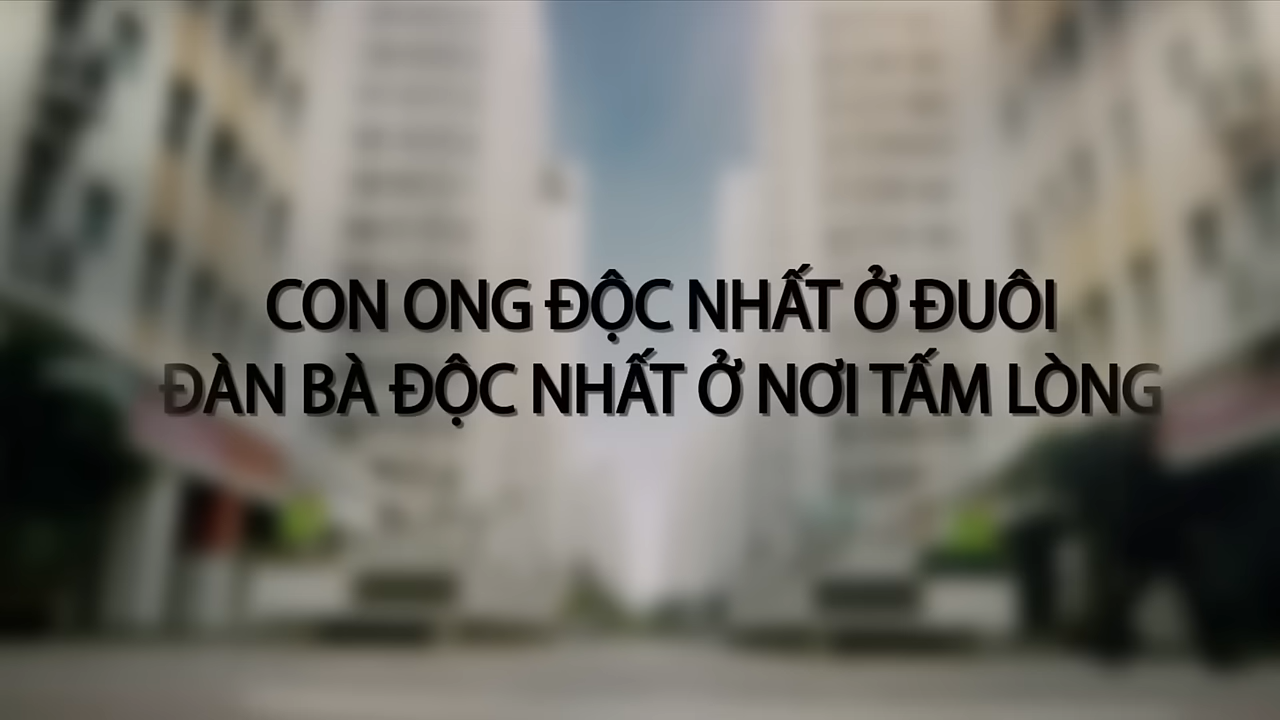 CON ONG ĐỘC NHẤT Ở ĐUÔI
ĐÀN BÀ ĐỘC NHẤT Ở NƠI TẤM LÒNG